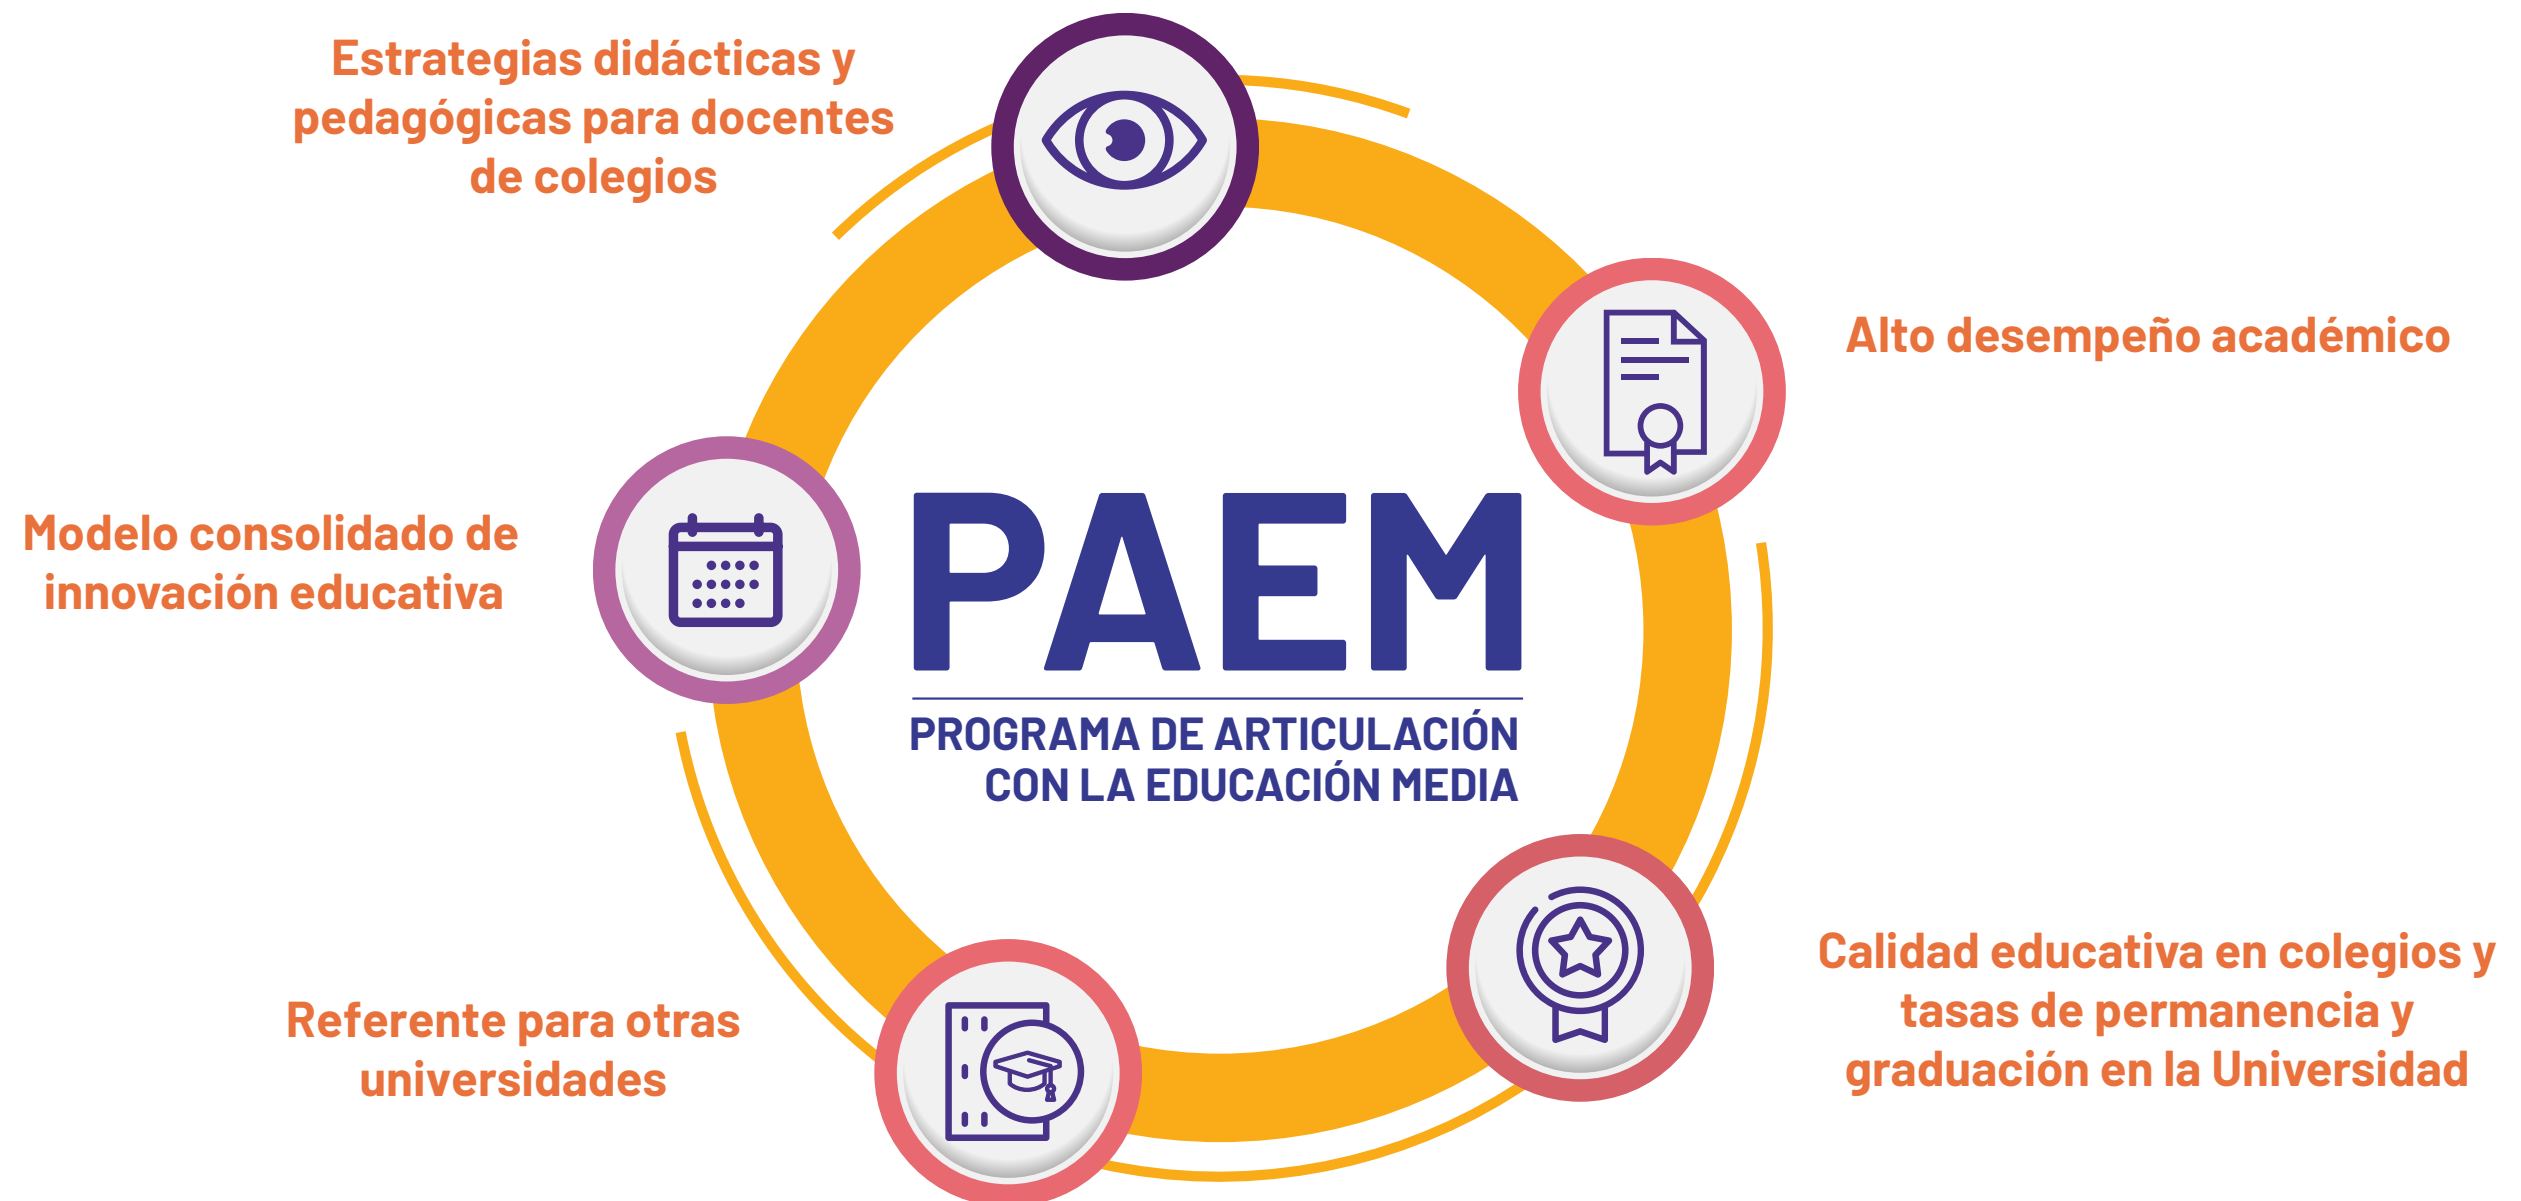 Estrategias didácticas y
pedagógicas para docentes
de colegios
Alto desempeño académico
Modelo consolidado de
innovación educativa
PAEM
PROGRAMA DE ARTICULACIÓN
CON LA EDUCACIÓN MEDIA
Calidad educativa en colegios y
tasas de permanencia y
graduación en la Universidad
Referente para otras
universidades